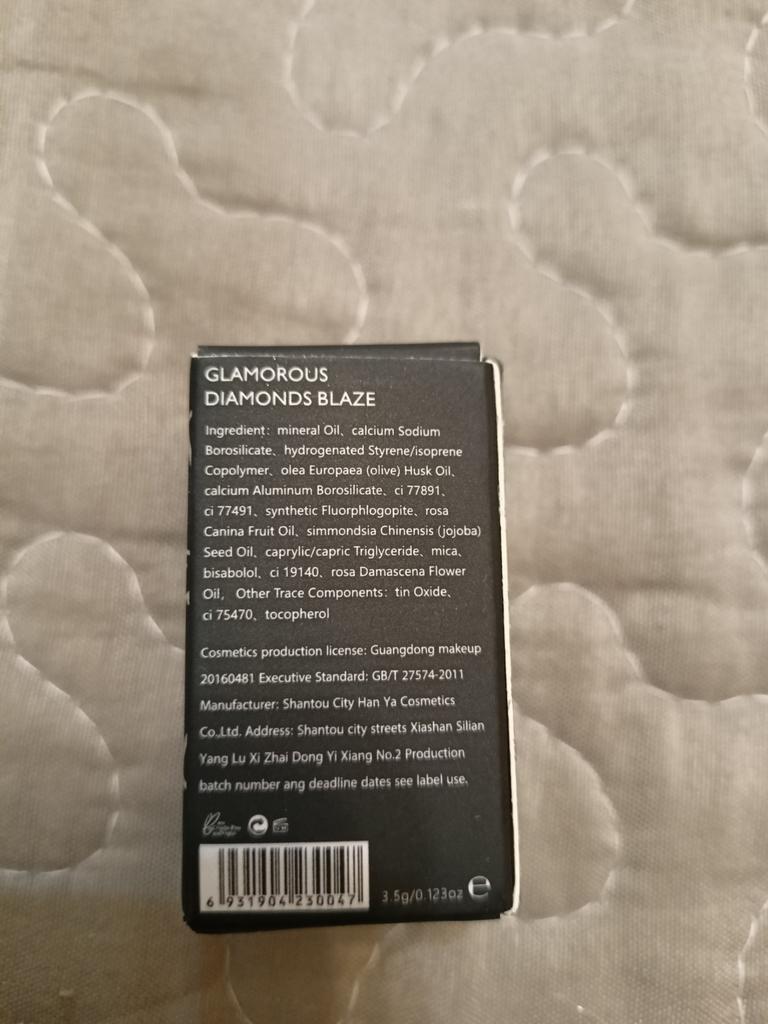 GLAMOROUS
DIAMONDS BLAZE
Ingredient：mineral Oil、calcium Sodium
Borosilicate、hydrogenated Styrene/isoprene
Copolymer、olea Europaea (olive) Husk Oil、
calcium Aluminum Borosilicate、ci 77891、
ci 77491、synthetic Fluorphlogopite、rosa
Canina Fruit Oil、simmondsia Chinensis (jojoba)
Seed Oil、caprylic/capric Triglyceride、mica、
bisabolol、ci 19140、rosa Damascena Flower
Oil，Other Trace Components：tin Oxide、
ci 75470、tocopherol
Cosmetics production license: Guangdong makeup
20160481 Executive Standard: GB/T 27574-2011
Manufacturer: Shantou City Han Ya Cosmetics
Co.,Ltd. Address: Shantou city streets Xiashan Silian
Yang Lu Xi Zhai Dong Yi Xiang No.2 Production
batch number ang deadline dates see label use.
6 931904 230047
3.5g/0.123oz e